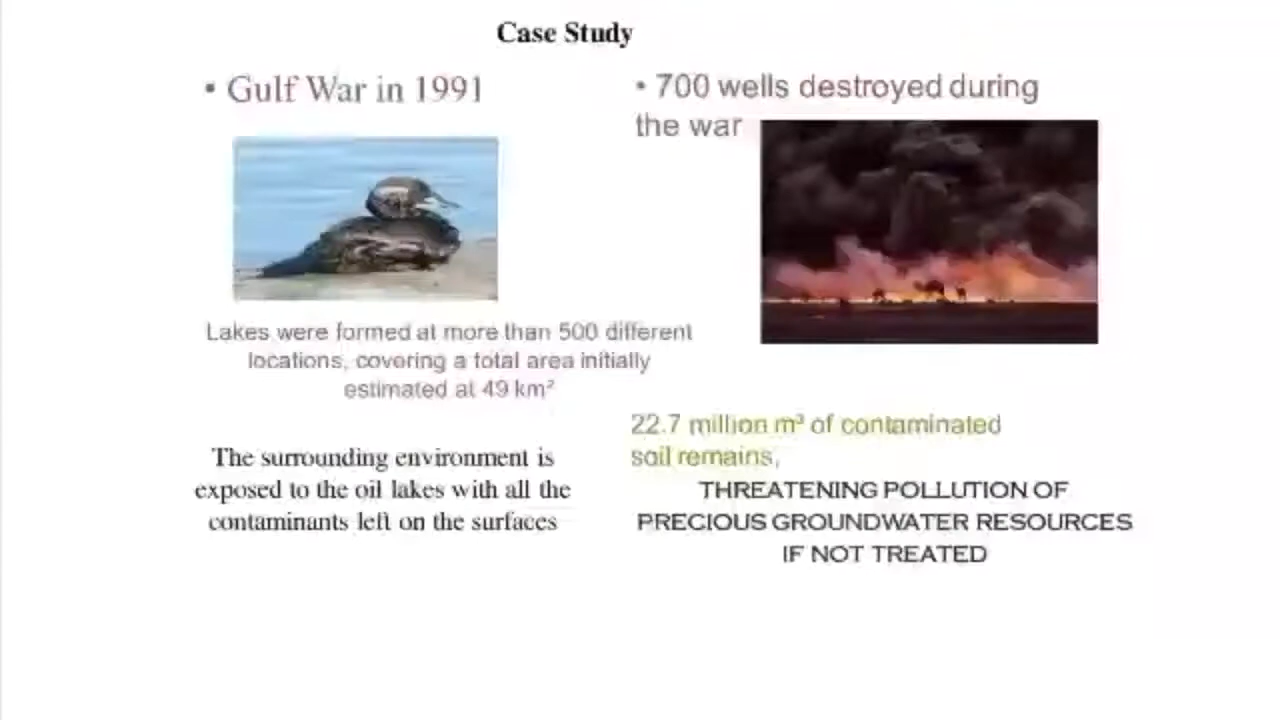 Case Study
• Gulf War in 1991
Lakes were formed at more than 500 different
locations, covering a total area initially
estimated at 49 km²
The surrounding environment is
exposed to the oil lakes with all the
contaminants left on the surfaces
• 700 wells destroyed during
the war
22.7 million m³ of contaminated
soil remains,
THREATENING POLLUTION OF
PRECIOUS GROUNDWATER RESOURCES
IF NOT TREATED